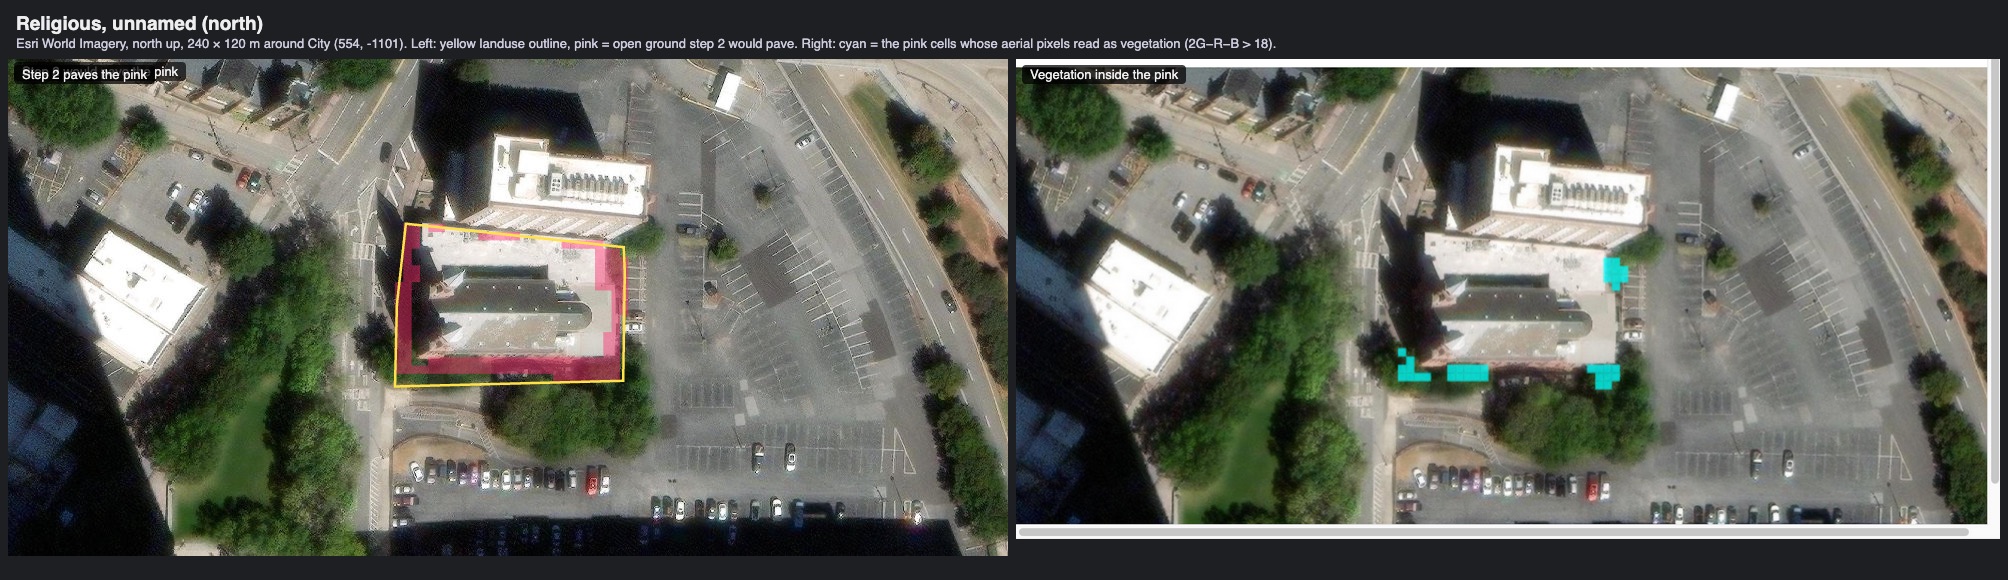 Religious, unnamed (north)
Esri World Imagery, north up, 240 × 120 m around City (554, -1101). Left: yellow landuse outline, pink = open ground step 2 would pave. Right: cyan = the pink cells whose aerial pixels read as vegetation (2G−R−B > 18).
Step 2 paves the pink pink
Vegetation inside the pink